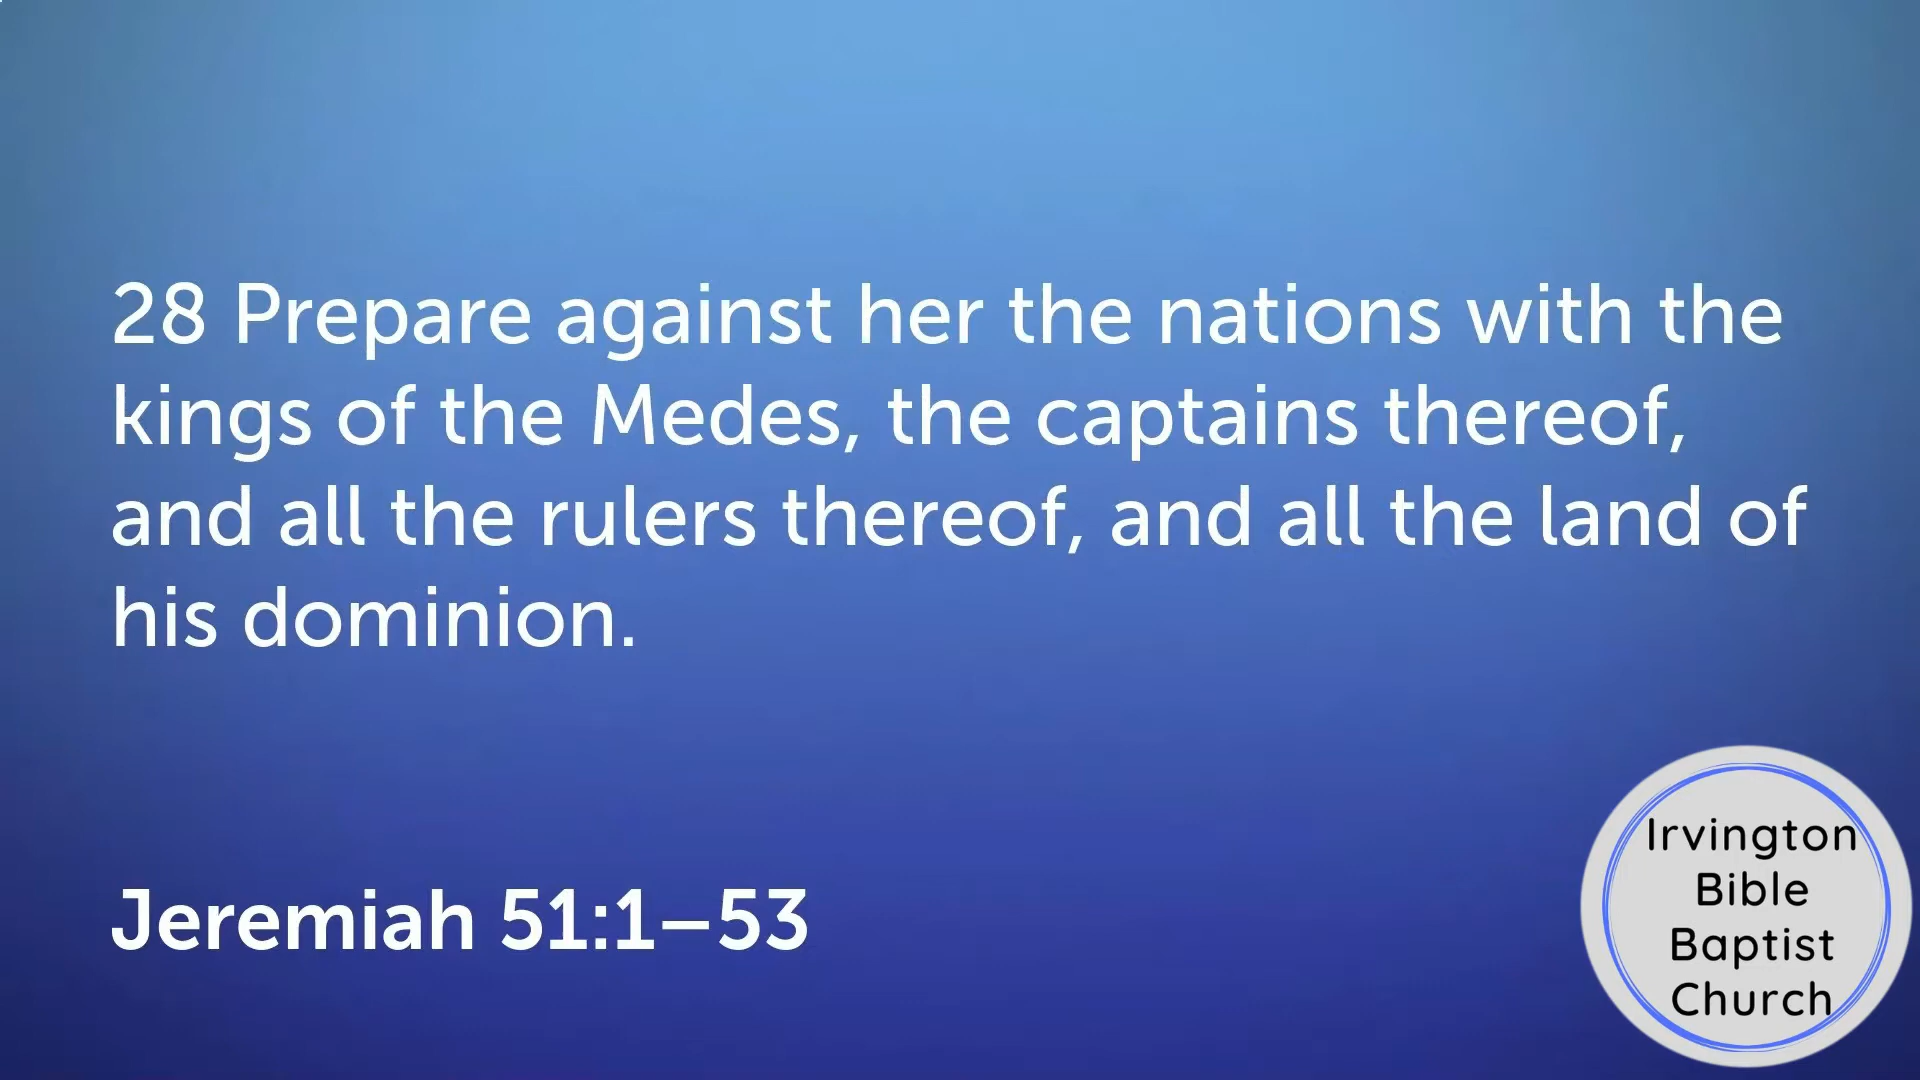 28 Prepare against her the nations with the
kings of the Medes, the captains thereof,
and all the rulers thereof, and all the land of
his dominion.
Jeremiah 51:1–53
Irvington
Bible
Baptist
Church